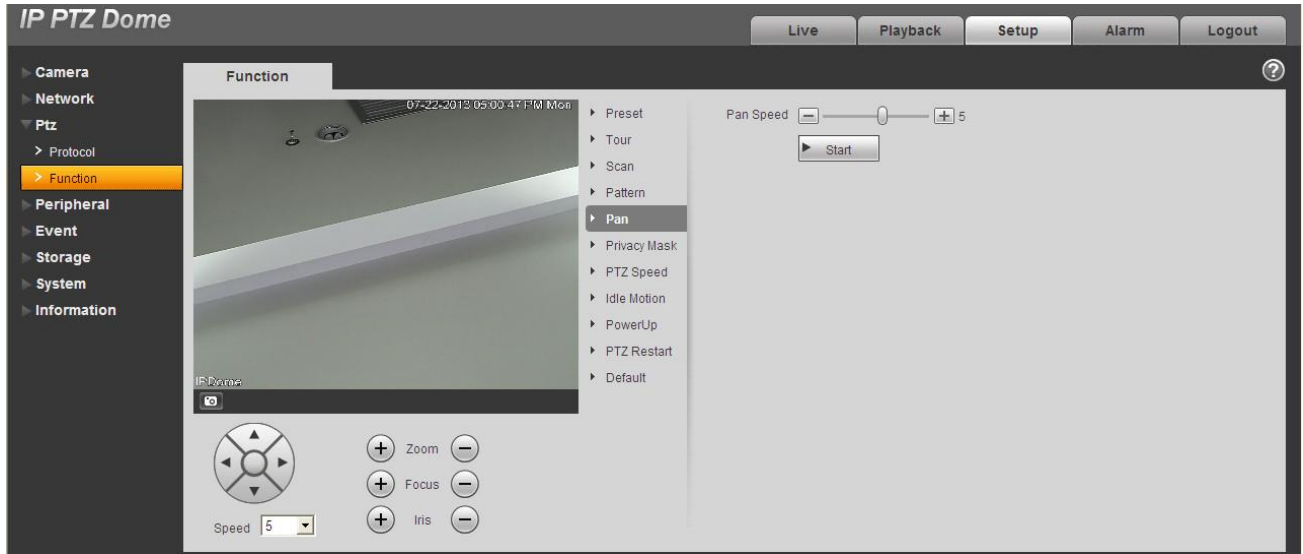 IP PTZ Dome
Live
Playback
Setup
Alarm
Logout
Camera
Network
Ptz
> Protocol
> Function
Peripheral
Event
Storage
System
Information
Function
?
07-22-2013 05:00:47 PM Mon
IP Dome
Speed 5
Zoom
Focus
Iris
Preset
Tour
Scan
Pattern
Pan
Privacy Mask
PTZ Speed
Idle Motion
PowerUp
PTZ Restart
Default
Pan Speed 5
Start